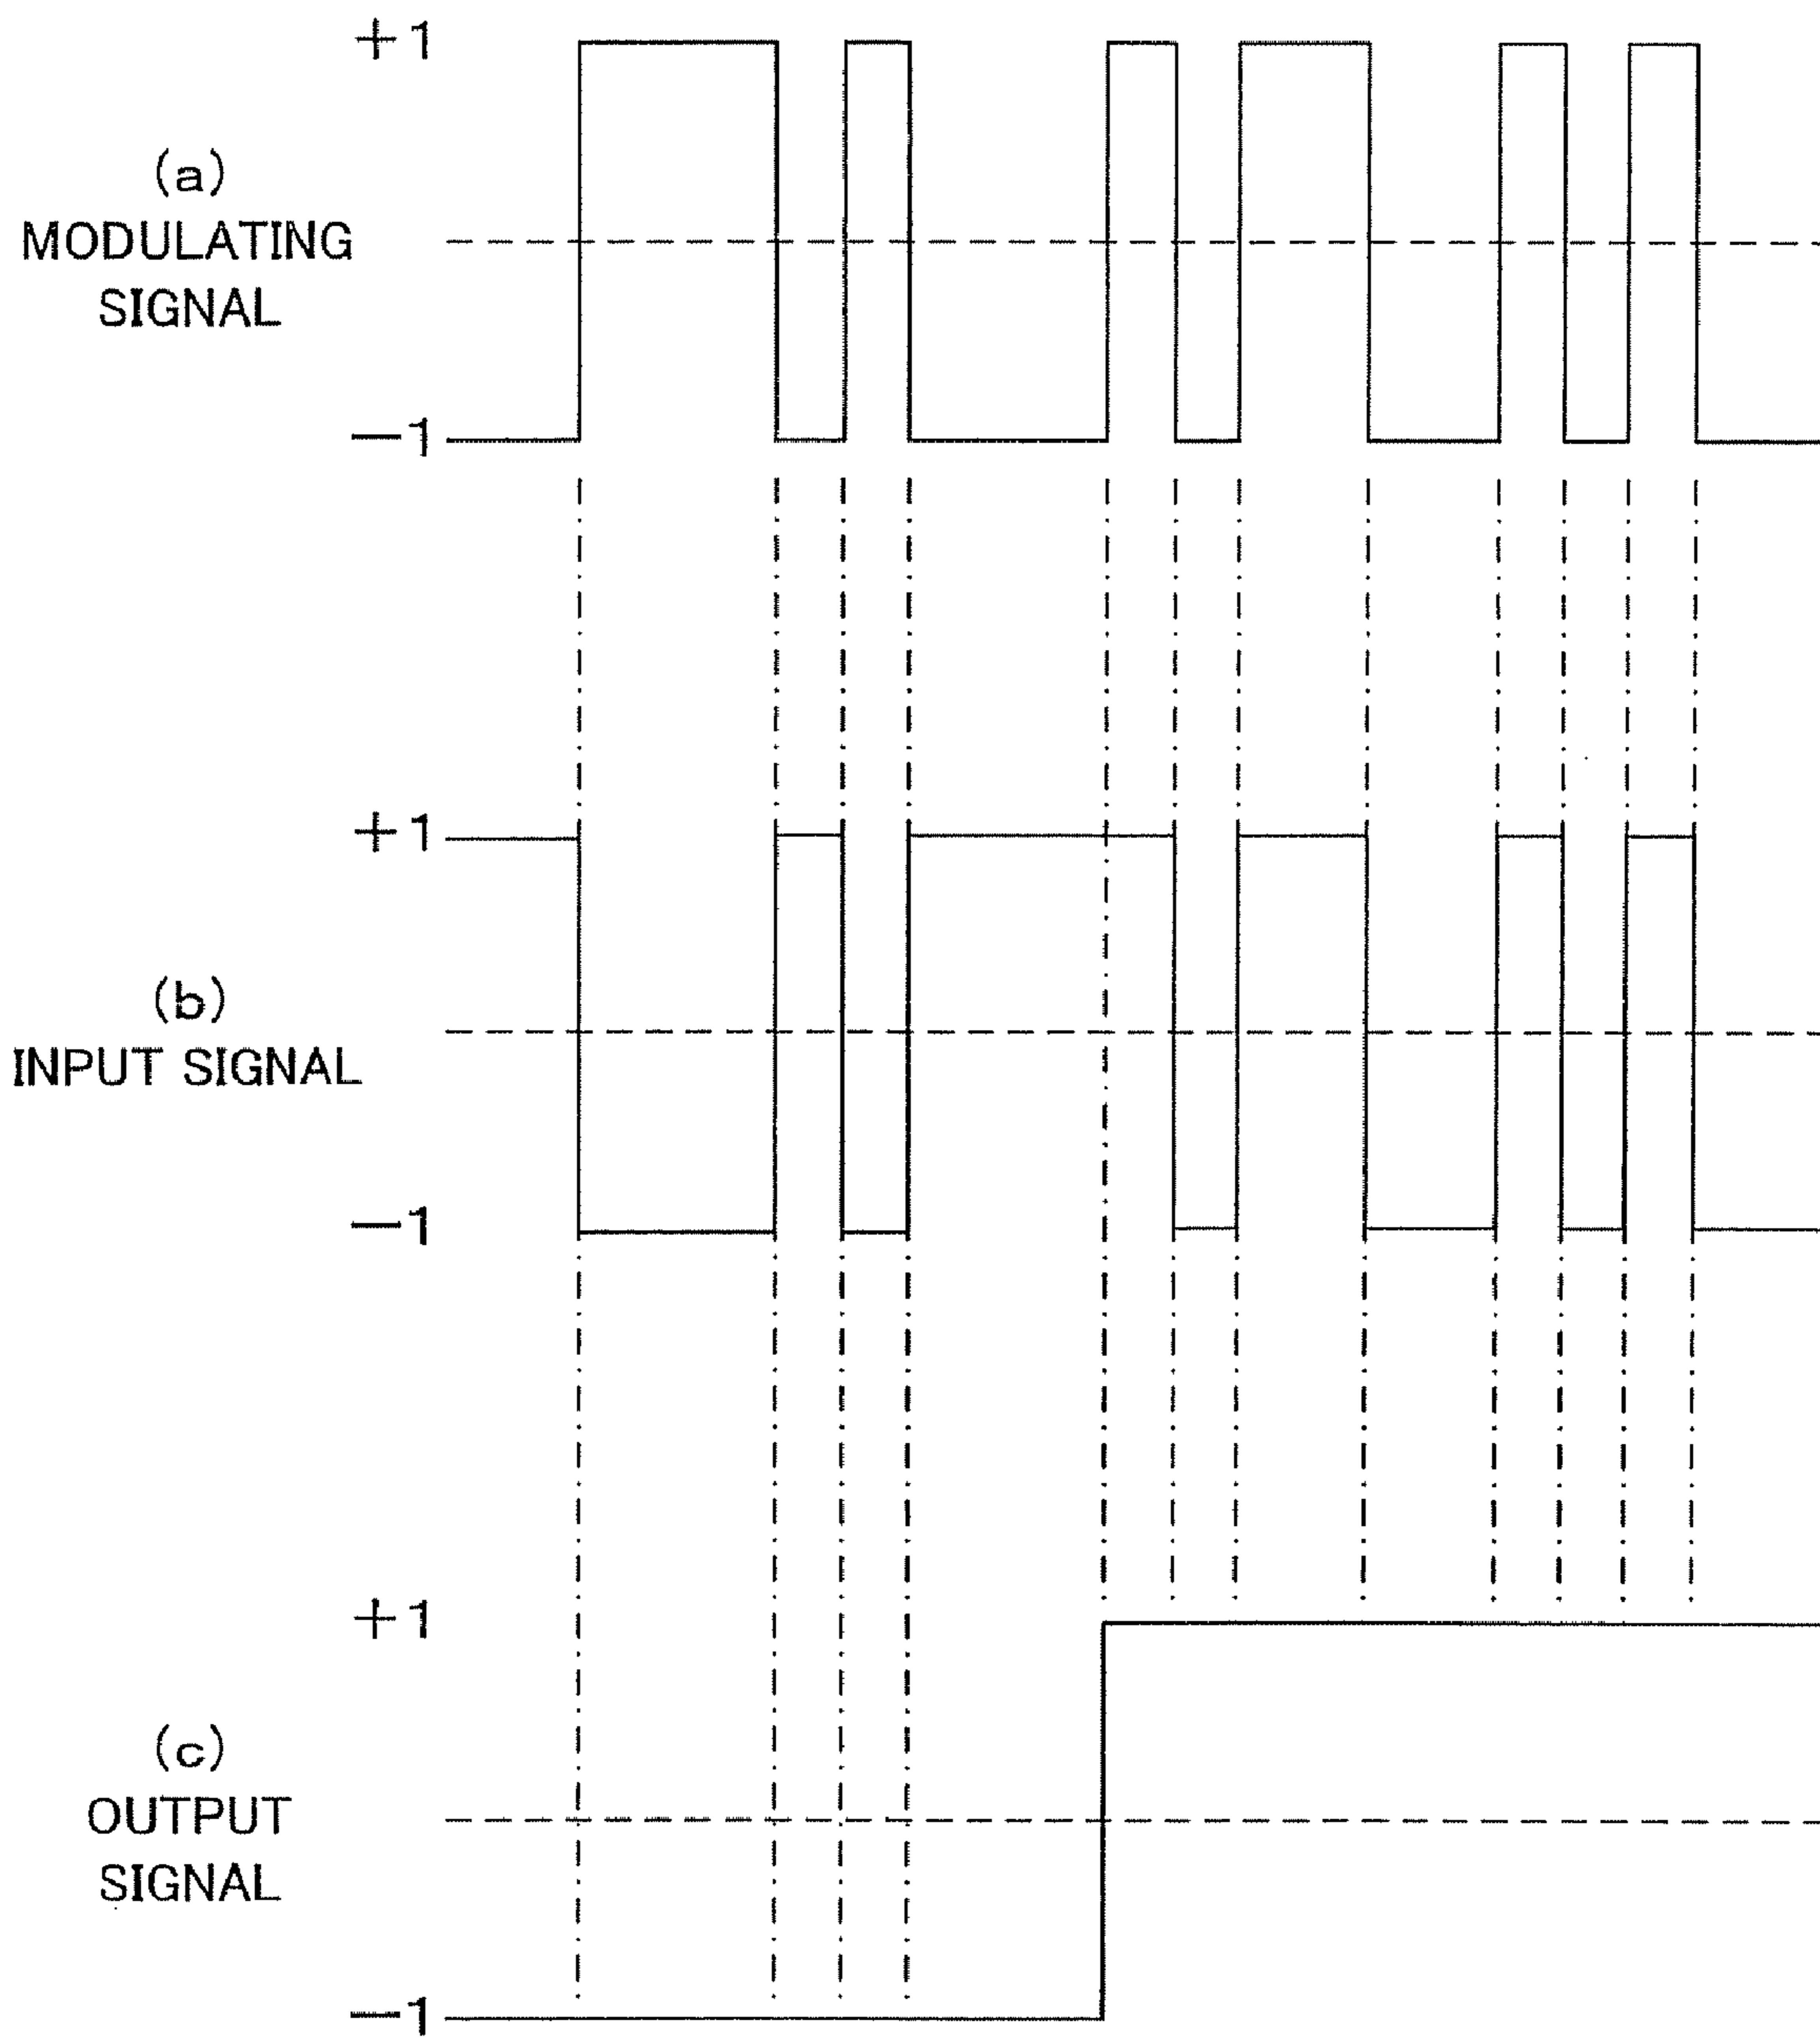 +1
(a)
MODULATING
SIGNAL
−1
+1
(b)
INPUT SIGNAL
−1
+1
(c)
OUTPUT
SIGNAL
−1